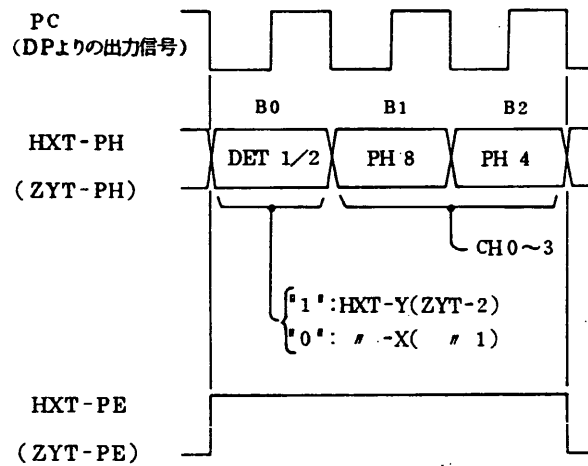 PC
(DPよりの出力信号)
B0 B1 B2
HXT-PH
(ZYT-PH)
DET 1/2 PH 8 PH 4
CH0～3
"1":HXT-Y(ZYT-2)
"0": 〃 -X( 〃 1)
HXT-PE
(ZYT-PE)